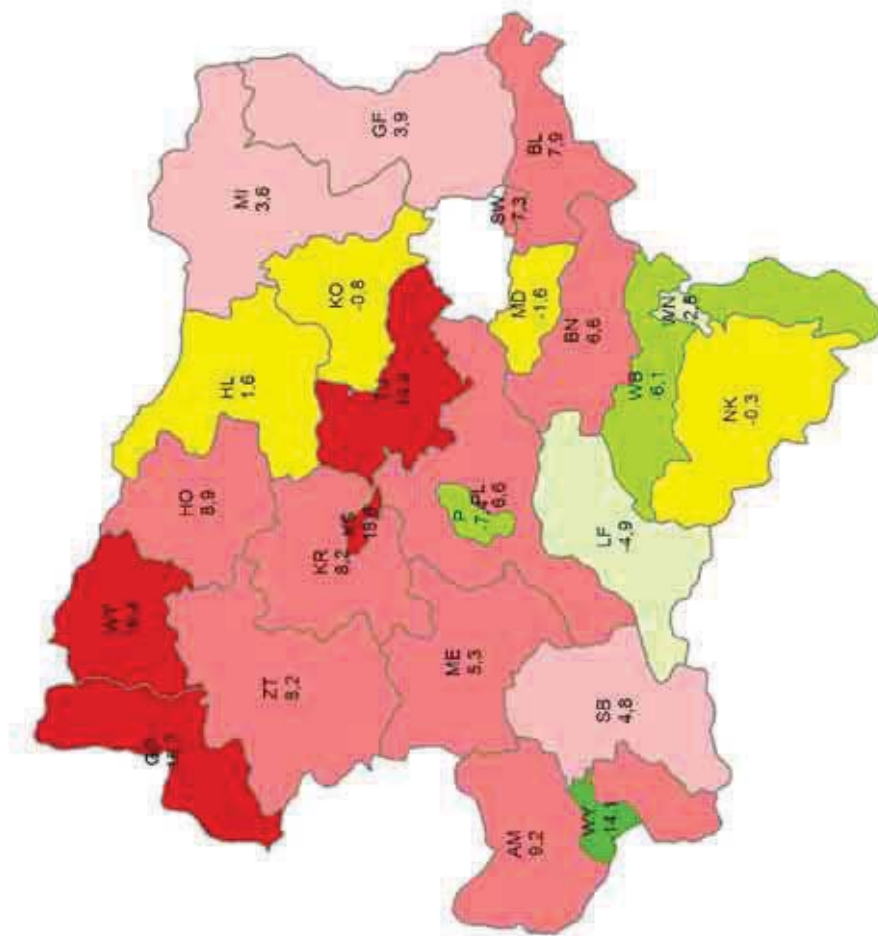 HO
8,9
HL
1,6
MI
3,6
ZT
8,2
KR
8,2
KO
-0,8
KS
GF
3,9
ME
5,3
P
-7,4
PL
6,6
SW
7,3
AM
9,2
MD
-1,6
BL
7,9
BN
6,6
WY
-14,1
SB
4,8
LF
-4,9
WB
-6,1
WN
NK
-0,3